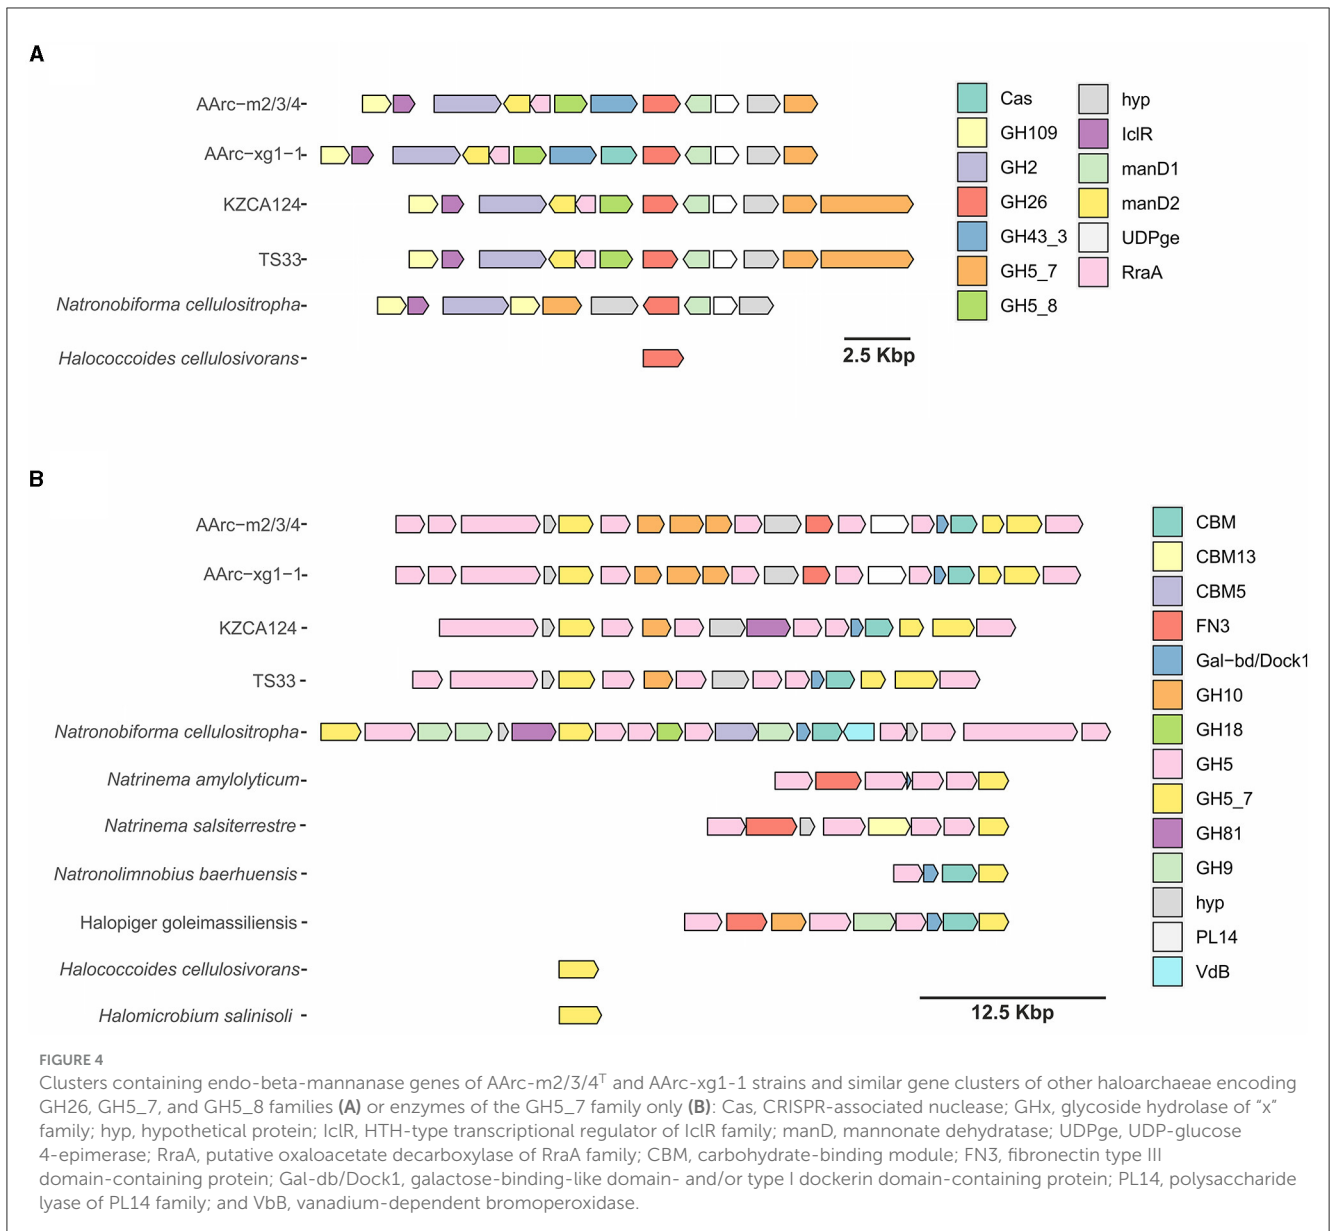 A
AArc−m2/3/4-
AArc−xg1−1-
KZCA124-
TS33-
Natronobiforma cellulositropha-
Halococcoides cellulosivorans-
Cas
GH109
GH2
GH26
GH43_3
GH5_7
GH5_8
hyp
IclR
manD1
manD2
UDPge
RraA
2.5 Kbp
B
AArc−m2/3/4-
AArc−xg1−1-
KZCA124 -
TS33 -
Natronobiforma cellulositropha-
Natrinema amylolyticum-
Natrinema salsiterrestre -
Natronolimnobius baerhuensis -
Halopiger goleimassiliensis -
Halococcoides cellulosivorans-
Halomicrobium salinisoli -
CBM
CBM13
CBM5
FN3
Gal−bd/Dock1
GH10
GH18
GH5
GH5_7
GH81
GH9
hyp
PL14
VdB
12.5 Kbp
FIGURE 4
Clusters containing endo-beta-mannanase genes of AArc-m2/3/4ᵀ and AArc-xg1-1 strains and similar gene clusters of other haloarchaeae encoding
GH26, GH5_7, and GH5_8 families (A) or enzymes of the GH5_7 family only (B): Cas, CRISPR-associated nuclease; GHx, glycoside hydrolase of “x”
family; hyp, hypothetical protein; IclR, HTH-type transcriptional regulator of IclR family; manD, mannonate dehydratase; UDPge, UDP-glucose
4-epimerase; RraA, putative oxaloacetate decarboxylase of RraA family; CBM, carbohydrate-binding module; FN3, fibronectin type III
domain-containing protein; Gal-db/Dock1, galactose-binding-like domain- and/or type I dockerin domain-containing protein; PL14, polysaccharide
lyase of PL14 family; and VbB, vanadium-dependent bromoperoxidase.